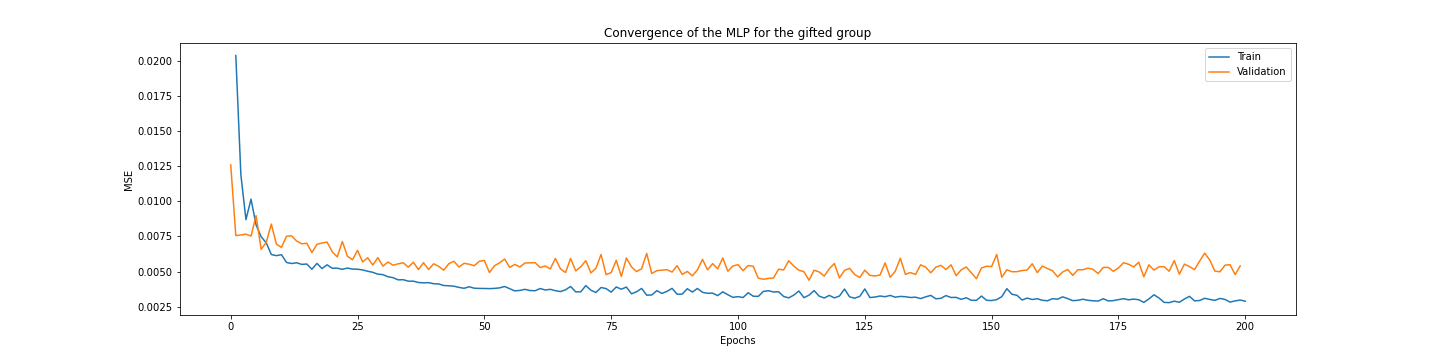 Convergence of the MLP for the gifted group
0.0200
0.0175
0.0150
0.0125
0.0100
0.0075
0.0050
0.0025
MSE
Train
Validation
0 25 50 75 100 125 150 175 200
Epochs